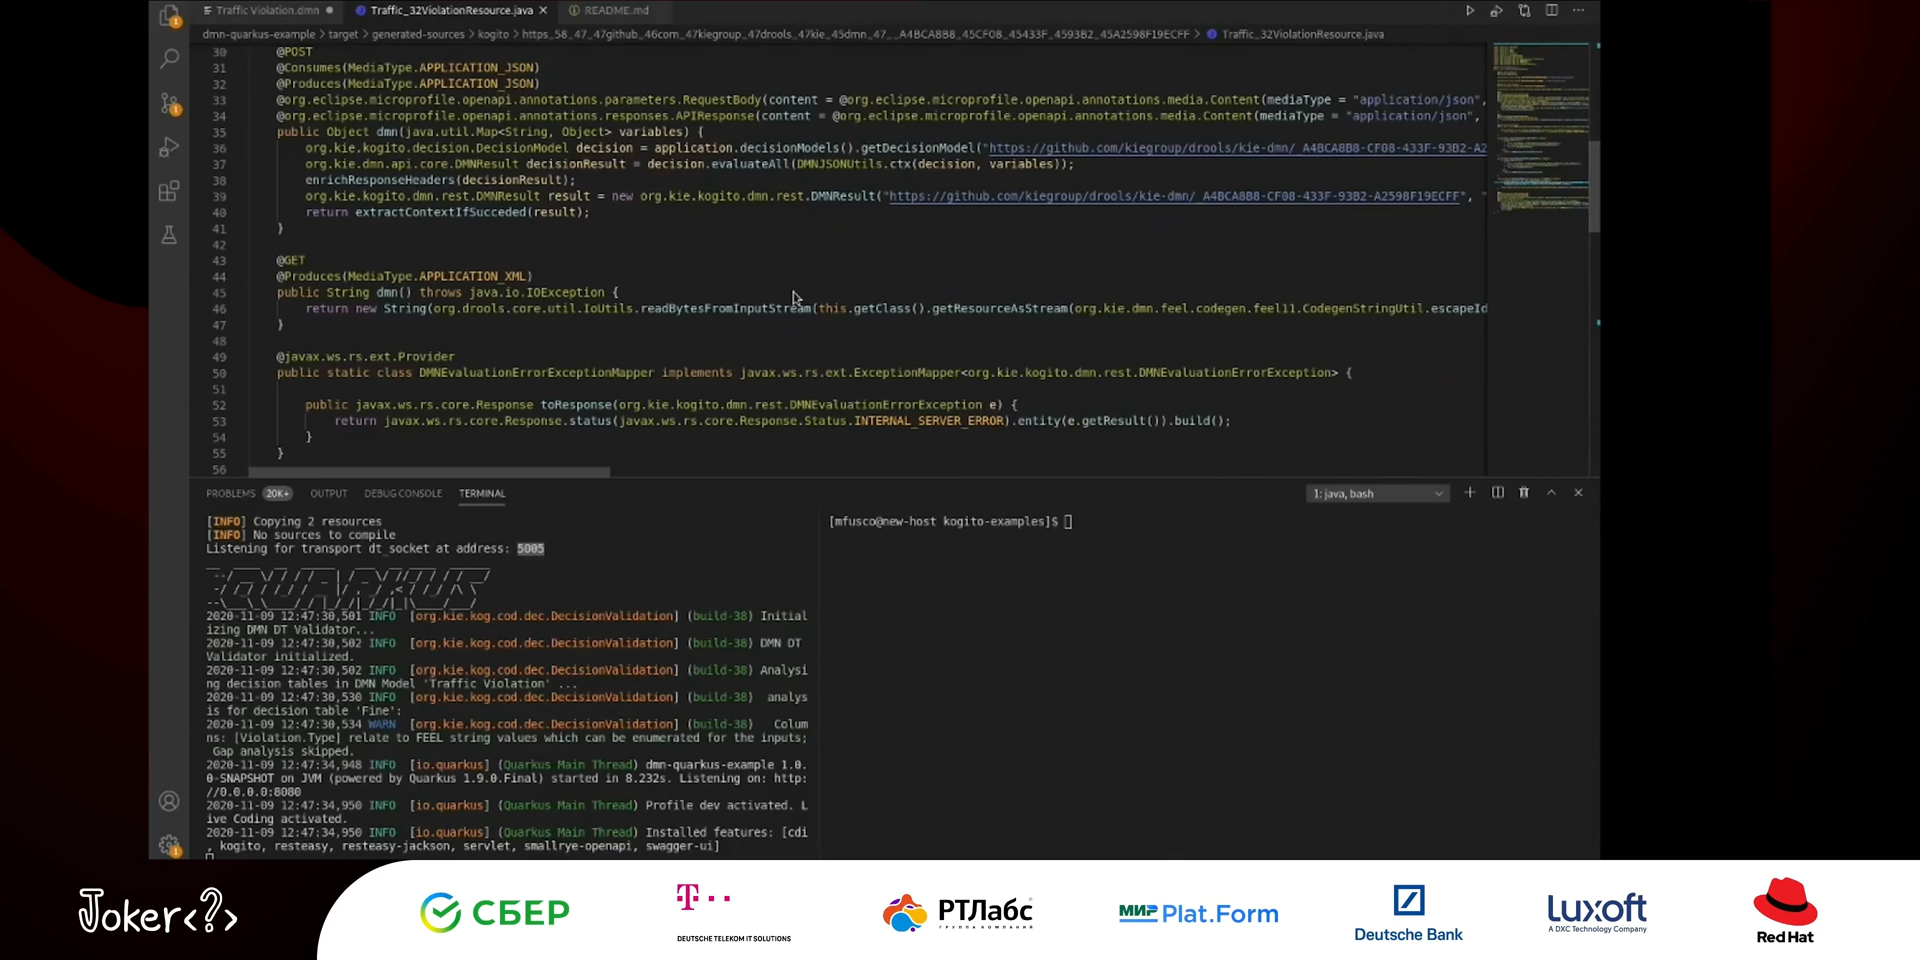 Traffic Violation.dmn
Traffic_32ViolationResource.java
README.md
dmn-quarkus-example > target > generated-sources > kogito > https_58_47_47github_46com_47kiegroup_47drools_47kie_45dmn_47__A4BCA8B8_45CF08_45433F_4593B2_45A2598F19ECFF > Traffic_32ViolationResource.java
30 @POST
31 @Consumes(MediaType.APPLICATION_JSON)
32 @Produces(MediaType.APPLICATION_JSON)
33 @org.eclipse.microprofile.openapi.annotations.parameters.RequestBody(content = @org.eclipse.microprofile.openapi.annotations.media.Content(mediaType = "application/json",
34 @org.eclipse.microprofile.openapi.annotations.responses.APIResponse(content = @org.eclipse.microprofile.openapi.annotations.media.Content(mediaType = "application/json",
35 public Object dmn(java.util.Map<String, Object> variables) {
36 org.kie.kogito.decision.DecisionModel decision = application.decisionModels().getDecisionModel("https://github.com/kiegroup/drools/kie-dmn/_A4BCA8B8-CF08-433F-93B2-A2
37 org.kie.dmn.api.core.DMNResult decisionResult = decision.evaluateAll(DMNJSONUtils.ctx(decision, variables));
38 enrichResponseHeaders(decisionResult);
39 org.kie.kogito.dmn.rest.DMNResult result = new org.kie.kogito.dmn.rest.DMNResult("https://github.com/kiegroup/drools/kie-dmn/_A4BCA8B8-CF08-433F-93B2-A2598F19ECFF", "
40 return extractContextIfSucceded(result);
41 }
42
43 @GET
44 @Produces(MediaType.APPLICATION_XML)
45 public String dmn() throws java.io.IOException {
46 return new String(org.drools.core.util.IoUtils.readBytesFromInputStream(this.getClass().getResourceAsStream(org.kie.dmn.feel.codegen.feel11.CodegenStringUtil.escapeId
47 }
48
49 @javax.ws.rs.ext.Provider
50 public static class DMNEvaluationErrorExceptionMapper implements javax.ws.rs.ext.ExceptionMapper<org.kie.kogito.dmn.rest.DMNEvaluationErrorException> {
51
52 public javax.ws.rs.core.Response toResponse(org.kie.kogito.dmn.rest.DMNEvaluationErrorException e) {
53 return javax.ws.rs.core.Response.status(javax.ws.rs.core.Response.Status.INTERNAL_SERVER_ERROR).entity(e.getResult()).build();
54 }
55 }
56
PROBLEMS 20K+ OUTPUT DEBUG CONSOLE TERMINAL
1: java, bash
[INFO] Copying 2 resources
[INFO] No sources to compile
Listening for transport dt_socket at address: 5005
2020-11-09 12:47:30,501 INFO [org.kie.kog.cod.dec.DecisionValidation] (build-38) Initial
izing DMN DT Validator...
2020-11-09 12:47:30,502 INFO [org.kie.kog.cod.dec.DecisionValidation] (build-38) DMN DT
Validator initialized.
2020-11-09 12:47:30,502 INFO [org.kie.kog.cod.dec.DecisionValidation] (build-38) Analysi
ng decision tables in DMN Model 'Traffic Violation' ...
2020-11-09 12:47:30,530 INFO [org.kie.kog.cod.dec.DecisionValidation] (build-38) analys
is for decision table 'Fine':
2020-11-09 12:47:30,534 WARN [org.kie.kog.cod.dec.DecisionValidation] (build-38) Colum
ns: [Violation.Type] relate to FEEL string values which can be enumerated for the inputs;
Gap analysis skipped.
2020-11-09 12:47:34,948 INFO [io.quarkus] (Quarkus Main Thread) dmn-quarkus-example 1.0.
0-SNAPSHOT on JVM (powered by Quarkus 1.9.0.Final) started in 8.232s. Listening on: http:
//0.0.0.0:8080
2020-11-09 12:47:34,950 INFO [io.quarkus] (Quarkus Main Thread) Profile dev activated. L
ive Coding activated.
2020-11-09 12:47:34,950 INFO [io.quarkus] (Quarkus Main Thread) Installed features: [cdi
, kogito, resteasy, resteasy-jackson, servlet, smallrye-openapi, swagger-ui]
[mfusco@new-host kogito-examples]$
Joker<?>
СБЕР
T
DEUTSCHE TELEKOM IT SOLUTIONS
РТЛабс
ГРУППА КОМПАНИЙ
МИР Plat.Form
Deutsche Bank
Luxoft
A DXC Technology Company
Red Hat